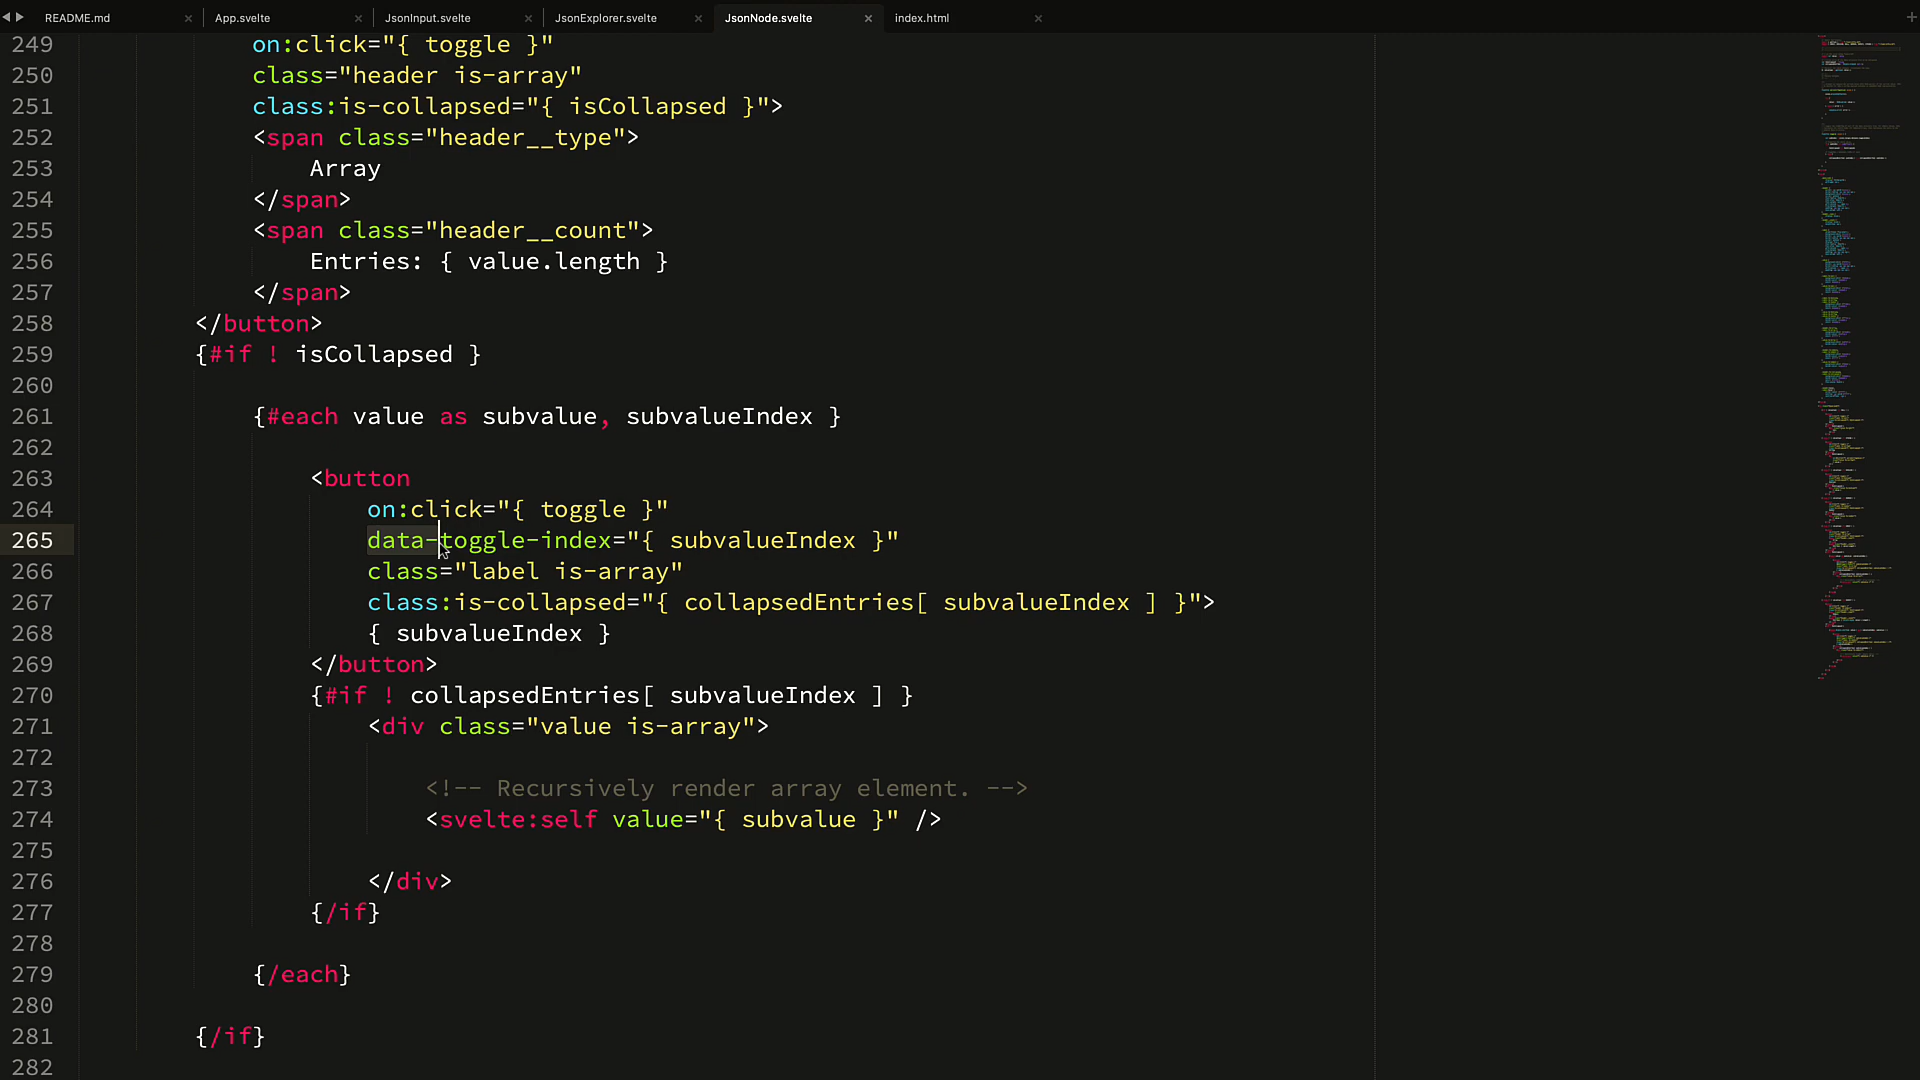 README.md × App.svelte × JsonInput.svelte × JsonExplorer.svelte × JsonNode.svelte × index.html × +
249 on:click="{ toggle }"
250 class="header is-array"
251 class:is-collapsed="{ isCollapsed }">
252 <span class="header__type">
253 Array
254 </span>
255 <span class="header__count">
256 Entries: { value.length }
257 </span>
258 </button>
259 {#if ! isCollapsed }
260
261 {#each value as subvalue, subvalueIndex }
262
263 <button
264 on:click="{ toggle }"
265 data-toggle-index="{ subvalueIndex }"
266 class="label is-array"
267 class:is-collapsed="{ collapsedEntries[ subvalueIndex ] }">
268 { subvalueIndex }
269 </button>
270 {#if ! collapsedEntries[ subvalueIndex ] }
271 <div class="value is-array">
272
273 <!-- Recursively render array element. -->
274 <svelte:self value="{ subvalue }" />
275
276 </div>
277 {/if}
278
279 {/each}
280
281 {/if}
282